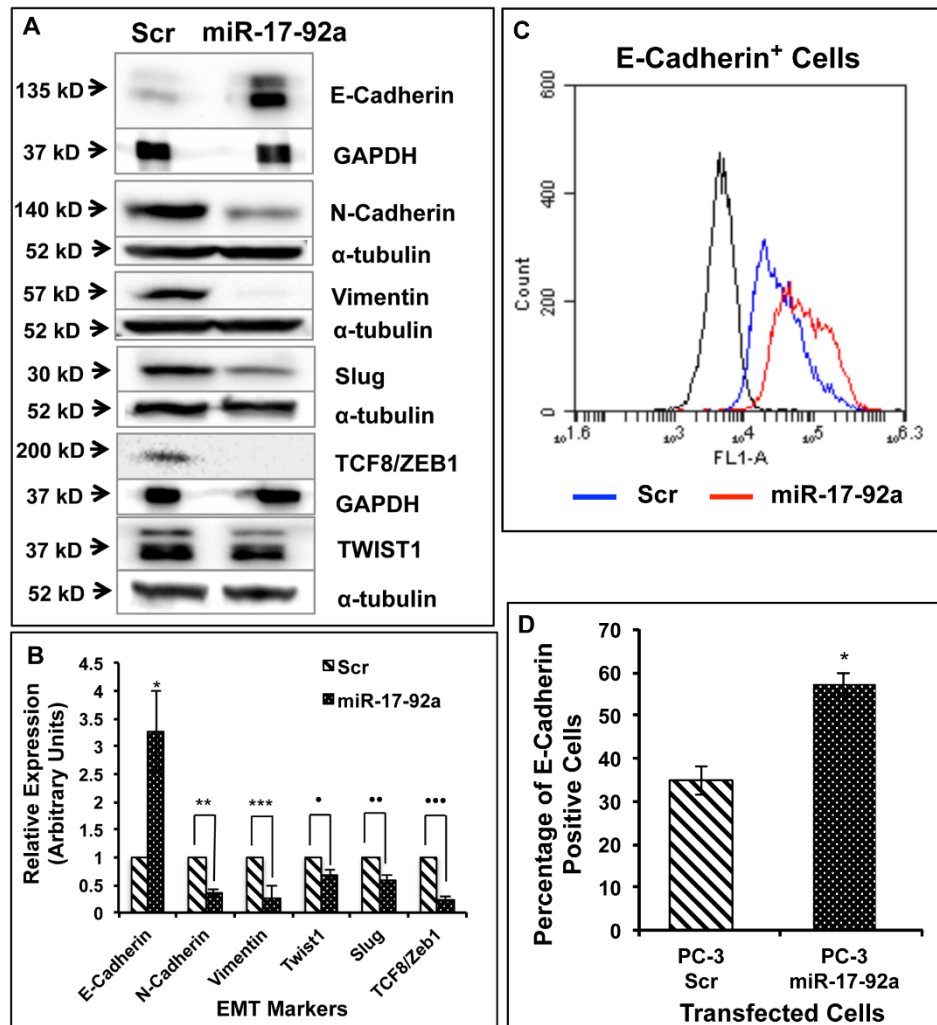 A
Scr miR-17-92a
135 kD E-Cadherin
37 kD GAPDH
140 kD N-Cadherin
52 kD α-tubulin
57 kD Vimentin
52 kD α-tubulin
30 kD Slug
52 kD α-tubulin
200 kD TCF8/ZEB1
37 kD GAPDH
37 kD TWIST1
52 kD α-tubulin
B
Relative Expression
(Arbitrary Units)
4.5
4
3.5
3
2.5
2
1.5
1
0.5
0
Scr
miR-17-92a
* ** *** • •• •••
E-Cadherin
N-Cadherin
Vimentin
Twist1
Slug
TCF8/Zeb1
EMT Markers
C
E-Cadherin⁺ Cells
Count
600
400
200
0
10^1.6 10^3 10^4 10^5 10^6.3
FL1-A
Scr miR-17-92a
D
Percentage of E-Cadherin
Positive Cells
70
60
50
40
30
20
10
0
*
PC-3 PC-3
Scr miR-17-92a
Transfected Cells